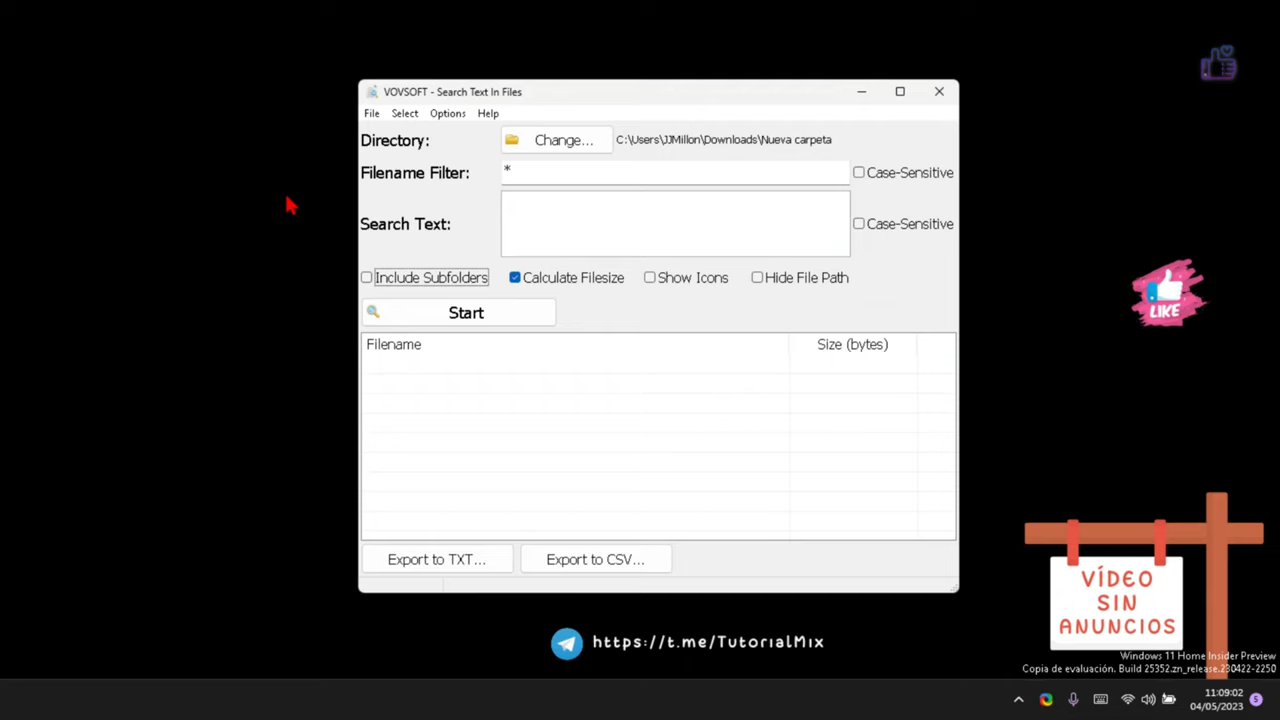 VOVSOFT - Search Text In Files
File Select Options Help
Directory: Change... C:\Users\JJMillon\Downloads\Nueva carpeta
Filename Filter: * Case-Sensitive
Search Text: Case-Sensitive
Include Subfolders Calculate Filesize Show Icons Hide File Path
Start
Filename Size (bytes)
Export to TXT... Export to CSV...
LIKE
VÍDEO
SIN
ANUNCIOS
https://t.me/TutorialMix
Windows 11 Home Insider Preview
Copia de evaluación. Build 25352.zn_release.230422-2250
11:09:02
04/05/2023
5